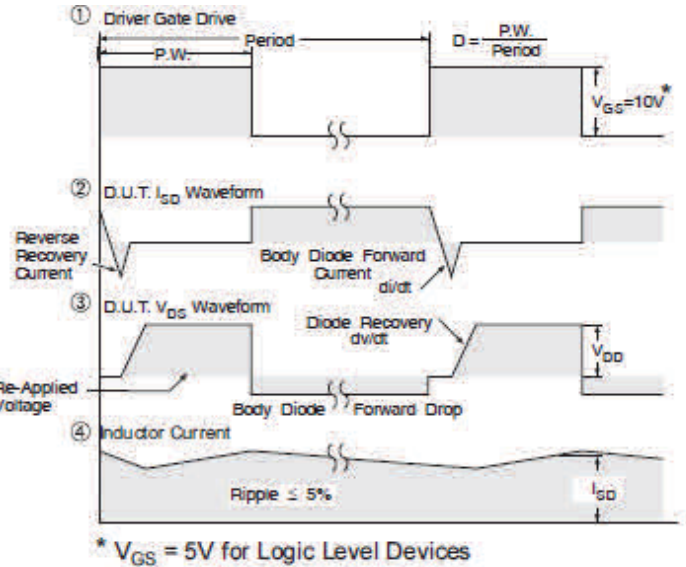 ① Driver Gate Drive
P.W.
Period
D = P.W.
Period
VGS=10V*
② D.U.T. ISD Waveform
Reverse
Recovery
Current
Body Diode Forward
Current
di/dt
③ D.U.T. VDS Waveform
Diode Recovery
dv/dt
VDD
Re-Applied
Voltage
Body Diode Forward Drop
④ Inductor Current
Ripple ≤ 5%
ISD
* VGS = 5V for Logic Level Devices